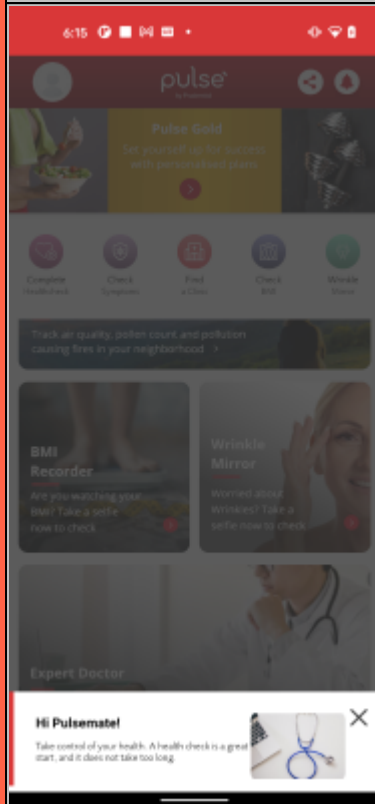 6:15
pulse
by Prudential
Pulse Gold
Set yourself up for success
with personalised plans
Complete
Healthcheck
Check
Symptoms
Find
a Clinic
Check
BMI
Wrinkle
Mirror
Track air quality, pollen count and pollution
causing fires in your neighborhood >
BMI
Recorder
Are you watching your
BMI? Take a selfie
now to check
Wrinkle
Mirror
Worried about
Wrinkles? Take a
selfie now to check
Expert Doctor
Hi Pulsemate!
Take control of your health. A health check is a great
start, and it does not take too long.